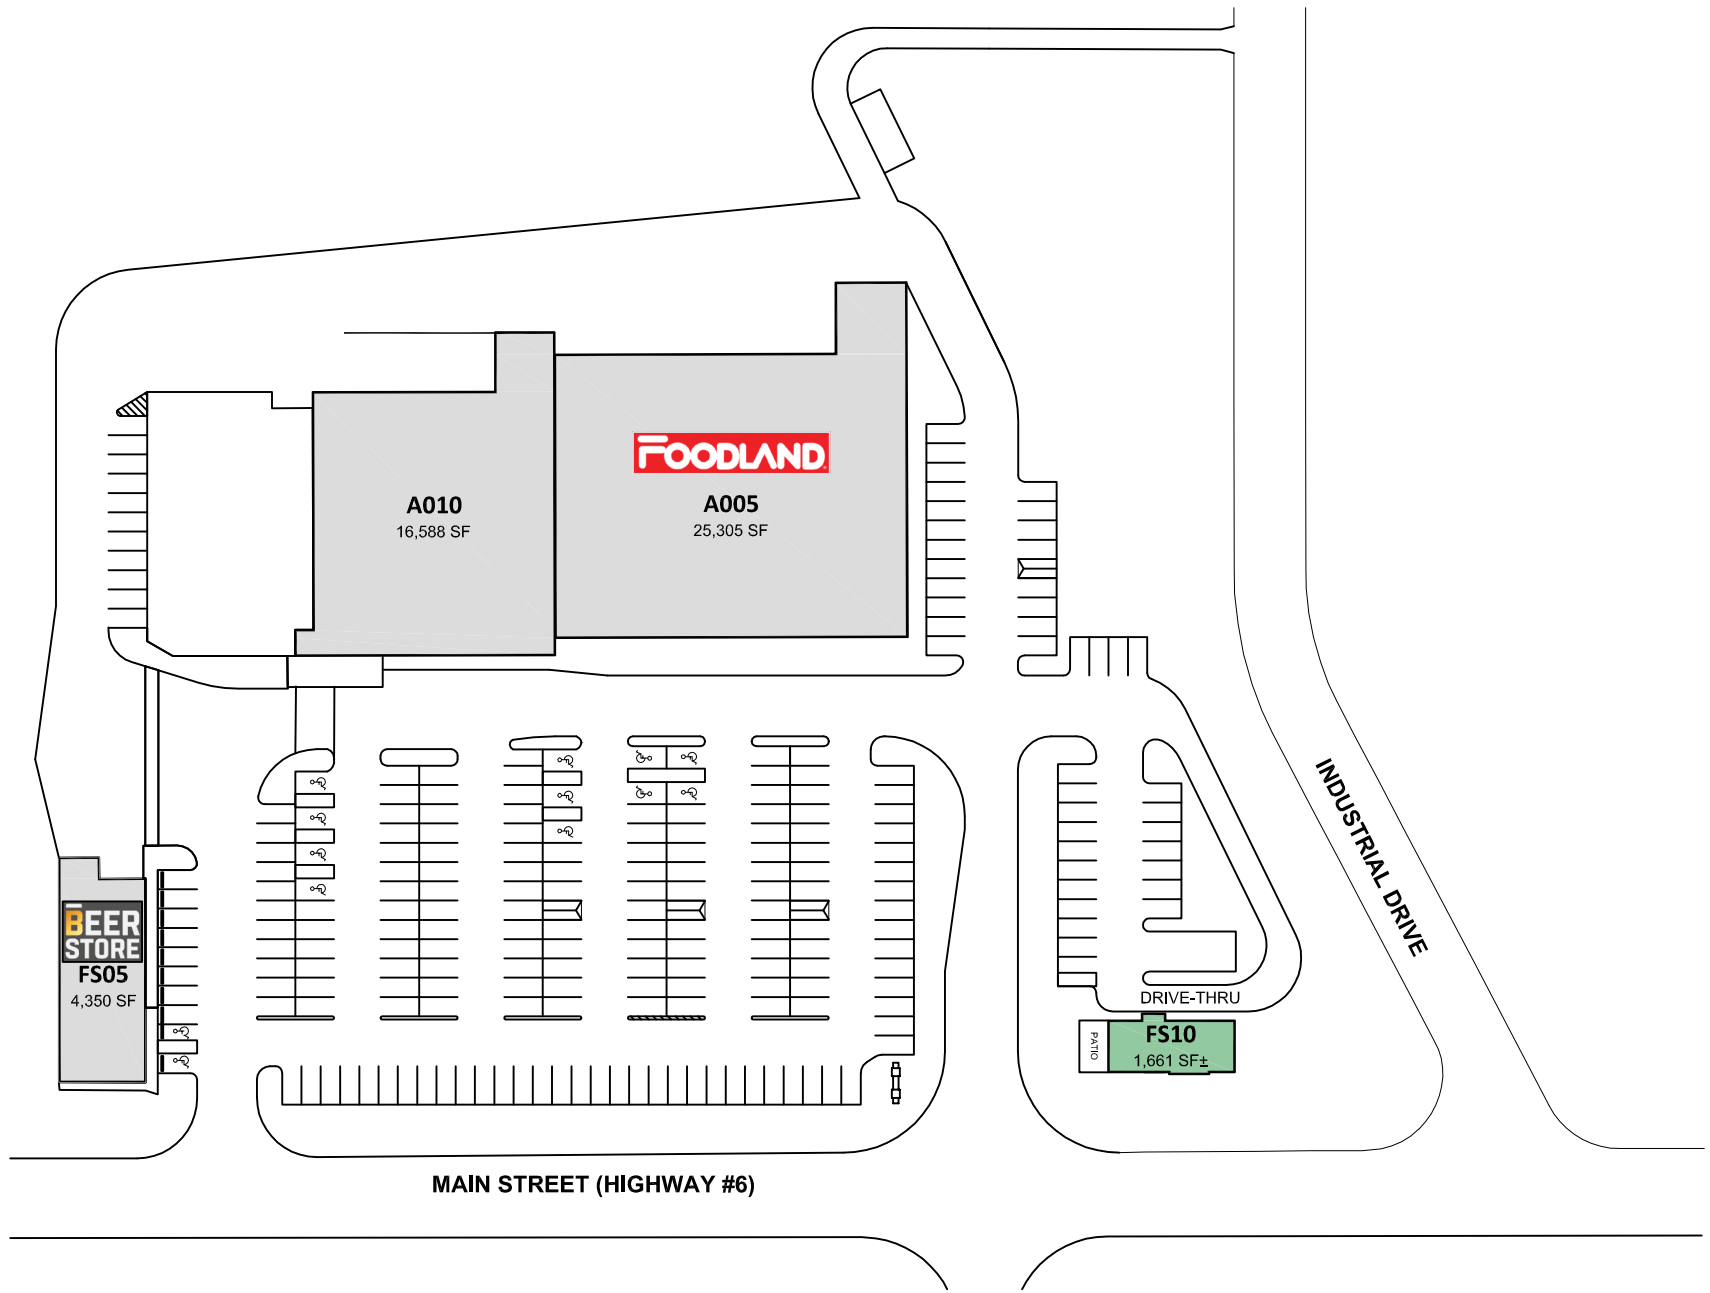 FOODLAND
A010
16,588 SF
A005
25,305 SF
INDUSTRIAL DRIVE
BEER
STORE
FS05
4,350 SF
DRIVE-THRU
PATIO
FS10
1,661 SF±
MAIN STREET (HIGHWAY #6)